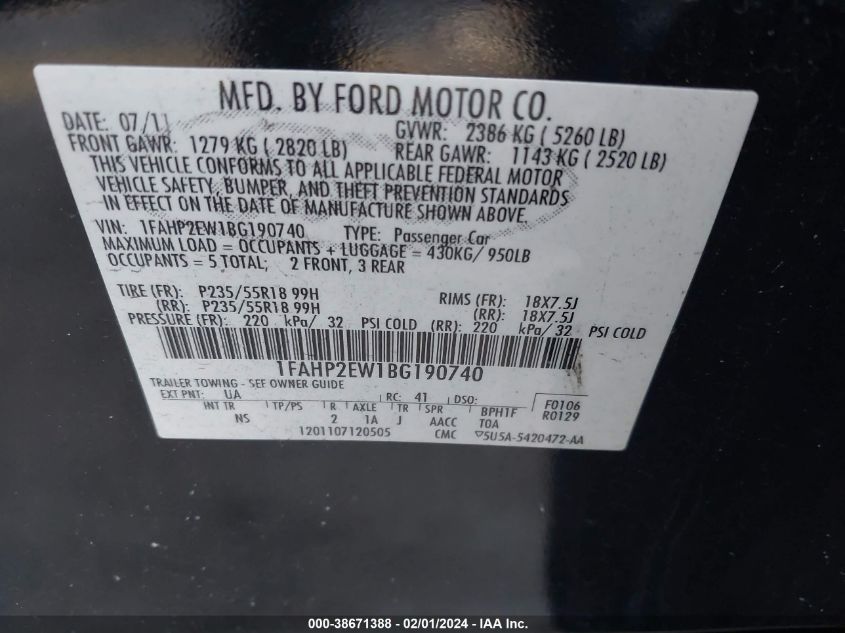 MFD. BY FORD MOTOR CO.
DATE: 07/11 GVWR: 2386 KG ( 5260 LB)
FRONT GAWR: 1279 KG ( 2820 LB) REAR GAWR: 1143 KG ( 2520 LB)
THIS VEHICLE CONFORMS TO ALL APPLICABLE FEDERAL MOTOR
VEHICLE SAFETY, BUMPER, AND THEFT PREVENTION STANDARDS
IN EFFECT ON THE DATE OF MANUFACTURE SHOWN ABOVE.
VIN: 1FAHP2EW1BG190740 TYPE: Passenger Car
MAXIMUM LOAD = OCCUPANTS + LUGGAGE = 430KG/ 950LB
OCCUPANTS = 5 TOTAL; 2 FRONT, 3 REAR
TIRE (FR): P235/55R18 99H RIMS (FR): 18X7.5J
(RR): P235/55R18 99H (RR): 18X7.5J
PRESSURE (FR): 220 kPa/ 32 PSI COLD (RR): 220 kPa/ 32 PSI COLD
1FAHP2EW1BG190740
TRAILER TOWING - SEE OWNER GUIDE
EXT PNT: UA RC: 41 DSO: F0106
INT TR TP/PS R AXLE TR SPR BPH1F R0129
NS 2 1A J AACC T0A
1201107120505 CMC ▽5U5A-5420472-AA
000-38671388 - 02/01/2024 - IAA Inc.